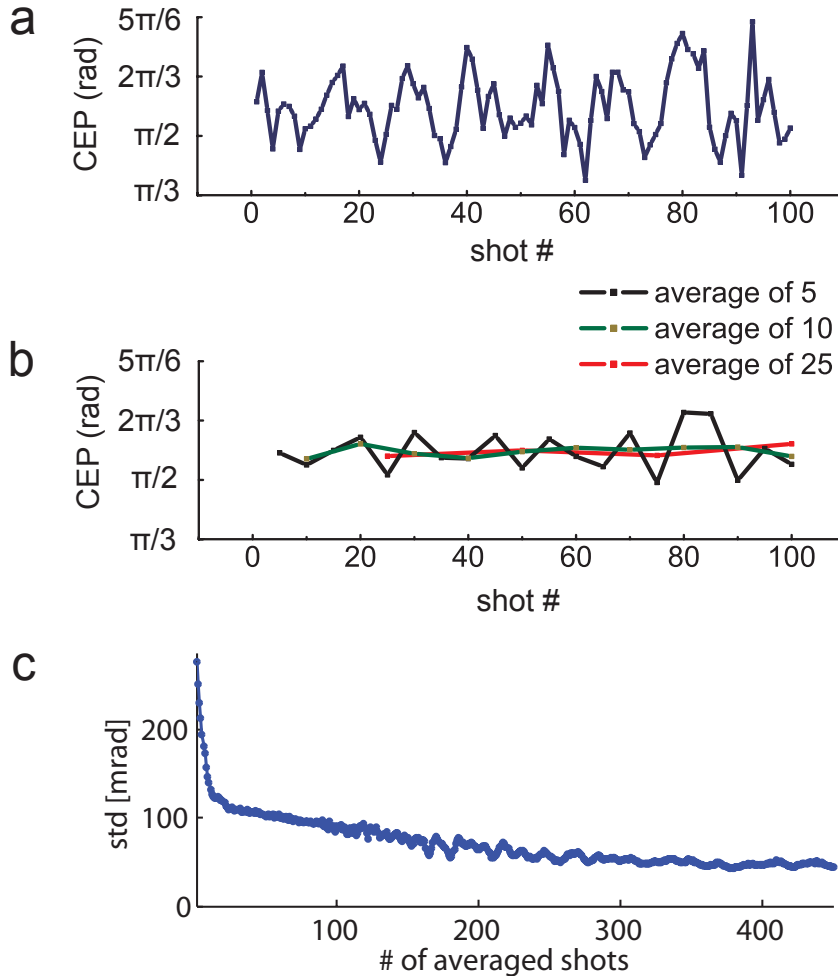 a
CEP (rad)
5π/6
2π/3
π/2
π/3
0 20 40 60 80 100
shot #
average of 5
average of 10
average of 25
b
CEP (rad)
5π/6
2π/3
π/2
π/3
0 20 40 60 80 100
shot #
c
std [mrad]
200
100
0
100 200 300 400
# of averaged shots